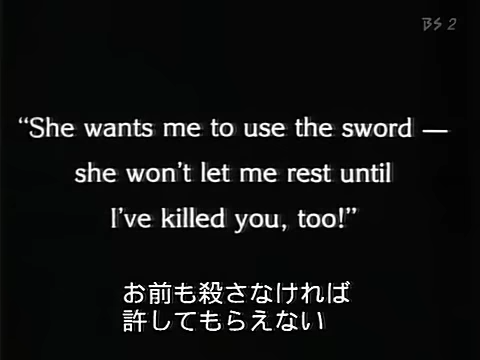 BS 2
“She wants me to use the sword —
she won’t let me rest until
I’ve killed you, too!”
お前も殺さなければ
許してもらえない